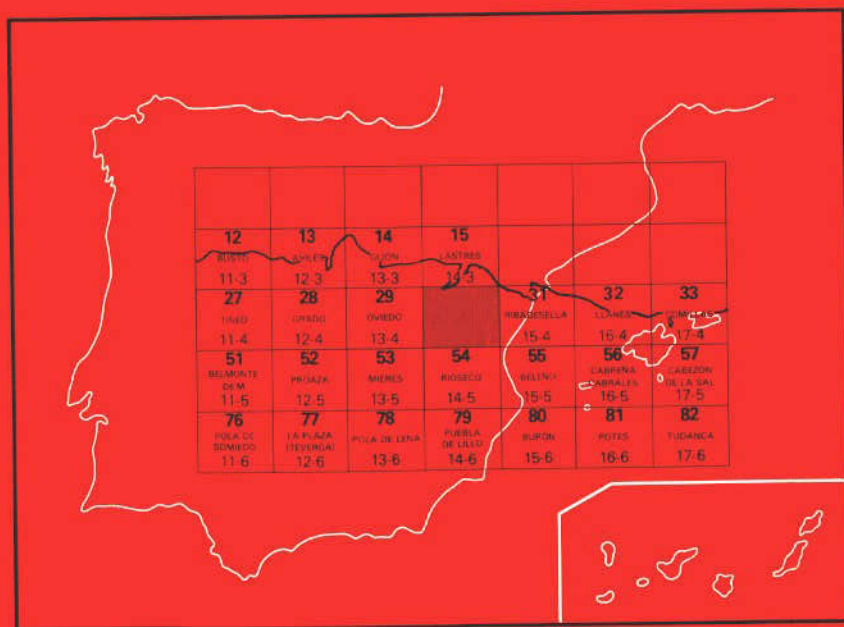 12 13 14 15
BUSTO AVILES GIJON LASTRES
11-3 12-3 13-3 14-3
27 28 29 31 32 33
TINEO GRADO OVIEDO RIBADESELLA LLANES COMILLAS
11-4 12-4 13-4 15-4 16-4 17-4
51 52 53 54 55 56 57
BELMONTE DE M PROAZA MIERES RIOSECO BELEÑO CARREÑA CABRALES CABEZON DE LA SAL
11-5 12-5 13-5 14-5 15-5 16-5 17-5
76 77 78 79 80 81 82
POLA DE SOMIEDO LA PLAZA (TEVERGA) POLA DE LENA PUEBLA DE LILLO BURON POTES TUDANCA
11-6 12-6 13-6 14-6 15-6 16-6 17-6